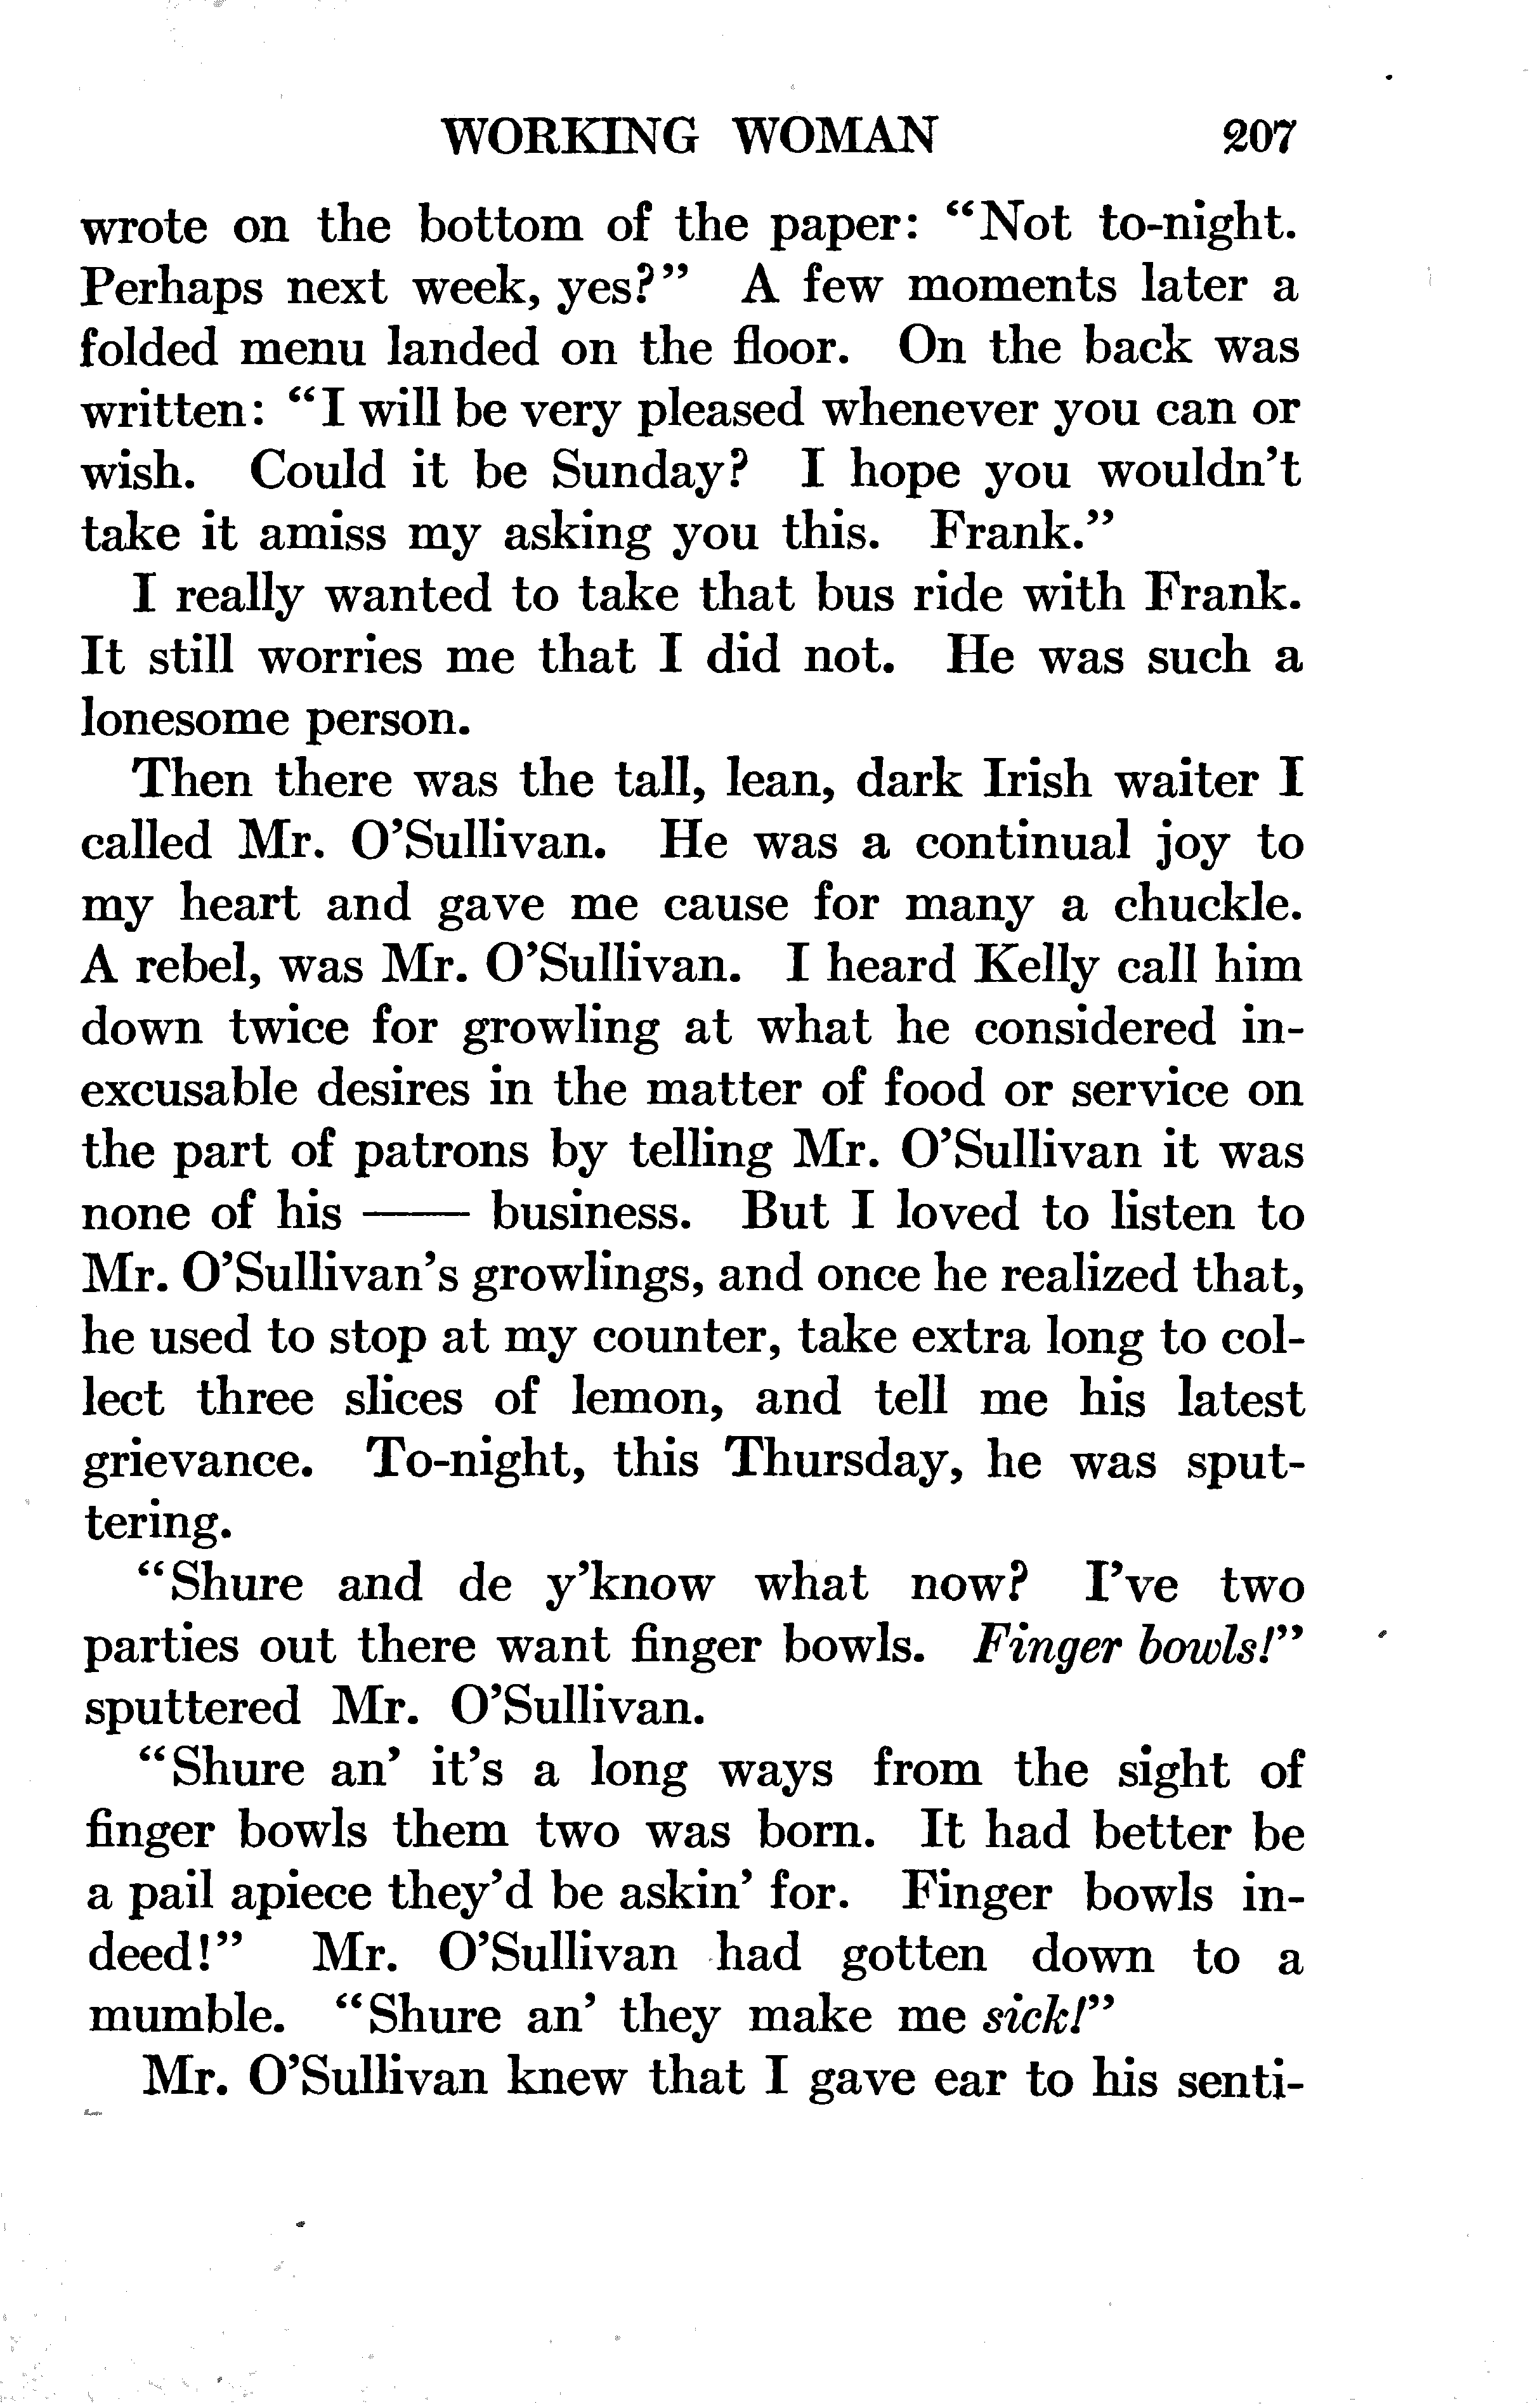 WORKING WOMAN 207
wrote on the bottom of the paper: “Not to-night.
Perhaps next week, yes?” A few moments later a
folded menu landed on the floor. On the back was
written: “I will be very pleased whenever you can or
wish. Could it be Sunday? I hope you wouldn’t
take it amiss my asking you this. Frank.”
I really wanted to take that bus ride with Frank.
It still worries me that I did not. He was such a
lonesome person.
Then there was the tall, lean, dark Irish waiter I
called Mr. O’Sullivan. He was a continual joy to
my heart and gave me cause for many a chuckle.
A rebel, was Mr. O’Sullivan. I heard Kelly call him
down twice for growling at what he considered in-
excusable desires in the matter of food or service on
the part of patrons by telling Mr. O’Sullivan it was
none of his —— business. But I loved to listen to
Mr. O’Sullivan’s growlings, and once he realized that,
he used to stop at my counter, take extra long to col-
lect three slices of lemon, and tell me his latest
grievance. To-night, this Thursday, he was sput-
tering.
“Shure and de y’know what now? I’ve two
parties out there want finger bowls. Finger bowls!”
sputtered Mr. O’Sullivan.
“Shure an’ it’s a long ways from the sight of
finger bowls them two was born. It had better be
a pail apiece they’d be askin’ for. Finger bowls in-
deed!” Mr. O’Sullivan had gotten down to a
mumble. “Shure an’ they make me sick!”
Mr. O’Sullivan knew that I gave ear to his senti-